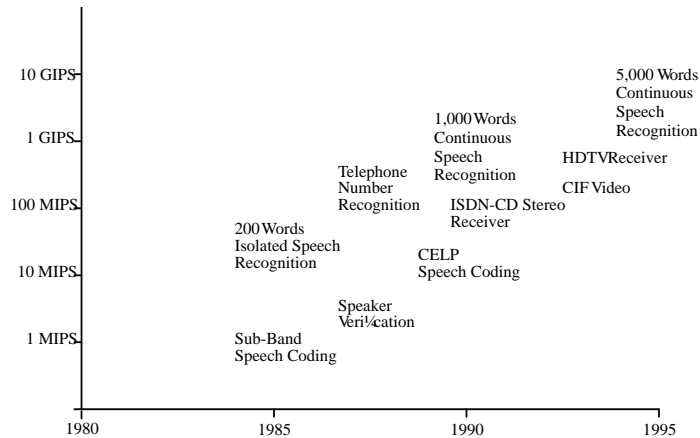 10 GIPS
1 GIPS
100 MIPS
10 MIPS
1 MIPS
5,000 Words
Continuous
Speech
Recognition
1,000 Words
Continuous
Speech
Recognition
HDTV Receiver
CIF Video
Telephone
Number
Recognition
ISDN-CD Stereo
Receiver
200 Words
Isolated Speech
Recognition
CELP
Speech Coding
Speaker
Veri¼cation
Sub-Band
Speech Coding
1980
1985
1990
1995